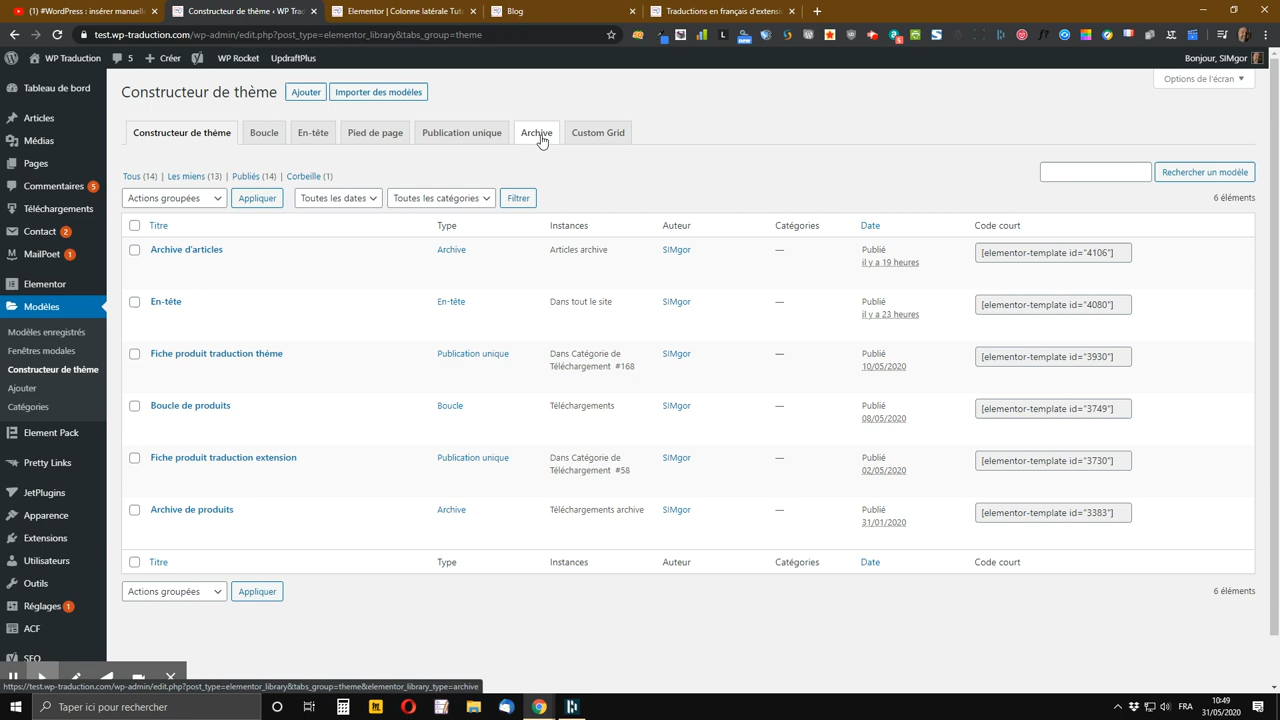 #WordPress : insérer manuelle
Constructeur de thème ‹ WP Trad
Elementor | Colonne latérale Tuto
Blog
Traductions en français d'extensi
test.wp-traduction.com/wp-admin/edit.php?post_type=elementor_library&tabs_group=theme
WP Traduction
5
Créer
WP Rocket
UpdraftPlus
Bonjour, SIMgor
Options de l'écran
Constructeur de thème
Ajouter
Importer des modèles
Constructeur de thème
Boucle
En-tête
Pied de page
Publication unique
Archive
Custom Grid
Tous (14) | Les miens (13) | Publiés (14) | Corbeille (1)
Rechercher un modèle
Actions groupées
Appliquer
Toutes les dates
Toutes les catégories
Filtrer
6 éléments
Titre Type Instances Auteur Catégories Date Code court
Archive d'articles Archive Articles archive SIMgor — Publié [elementor-template id="4106"]
il y a 19 heures
En-tête En-tête Dans tout le site SIMgor — Publié [elementor-template id="4080"]
il y a 23 heures
Fiche produit traduction thème Publication unique Dans Catégorie de SIMgor — Publié [elementor-template id="3930"]
Téléchargement #168 10/05/2020
Boucle de produits Boucle Téléchargements SIMgor — Publié [elementor-template id="3749"]
08/05/2020
Fiche produit traduction extension Publication unique Dans Catégorie de SIMgor — Publié [elementor-template id="3730"]
Téléchargement #58 02/05/2020
Archive de produits Archive Téléchargements archive SIMgor — Publié [elementor-template id="3383"]
31/01/2020
Titre Type Instances Auteur Catégories Date Code court
Actions groupées
Appliquer
6 éléments
Tableau de bord
Articles
Médias
Pages
Commentaires 5
Téléchargements
Contact 2
MailPoet 1
Elementor
Modèles
Modèles enregistrés
Fenêtres modales
Constructeur de thème
Ajouter
Catégories
Element Pack
Pretty Links
JetPlugins
Apparence
Extensions
Utilisateurs
Outils
Réglages 1
ACF
SEO
https://test.wp-traduction.com/wp-admin/edit.php?post_type=elementor_library&tabs_group=theme&elementor_library_type=archive
Taper ici pour rechercher
FRA
10:49
31/05/2020